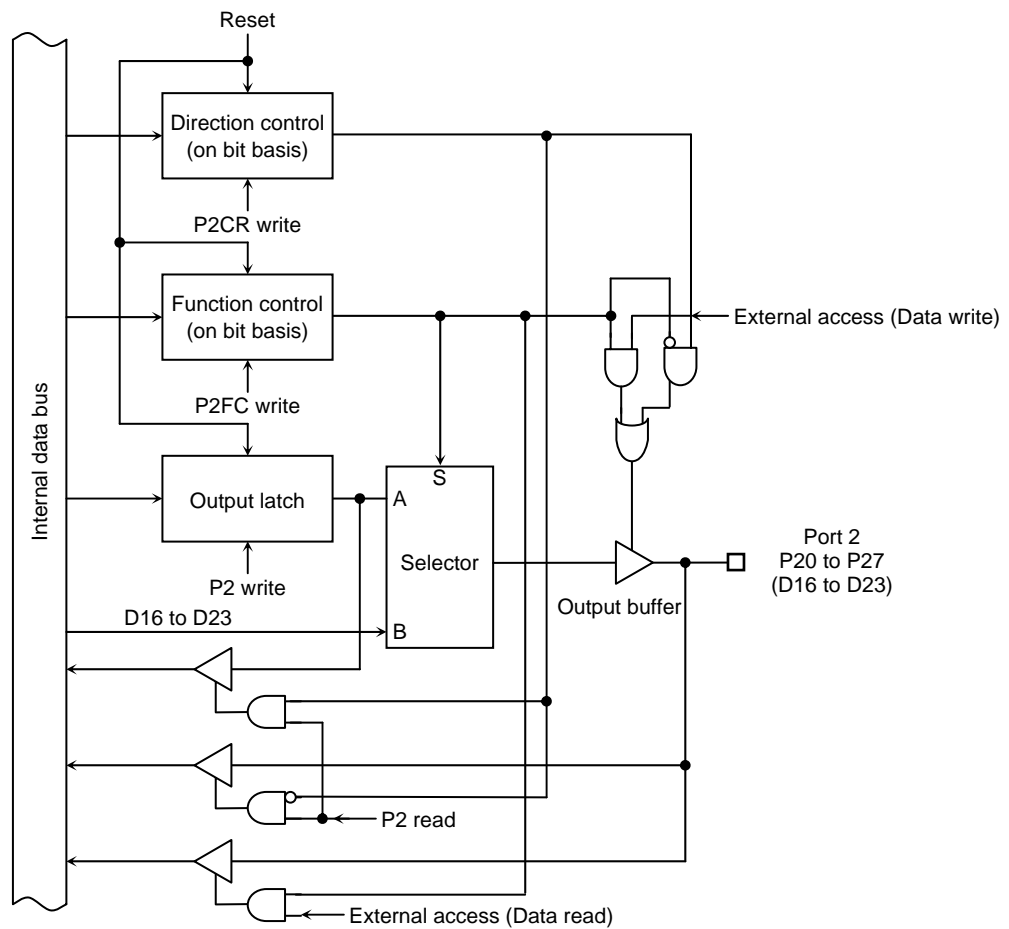 Reset
Direction control
(on bit basis)
P2CR write
Function control
(on bit basis)
External access (Data write)
P2FC write
Internal data bus
S
Output latch
A
Selector
Port 2
P20 to P27
(D16 to D23)
P2 write
Output buffer
D16 to D23
B
P2 read
External access (Data read)